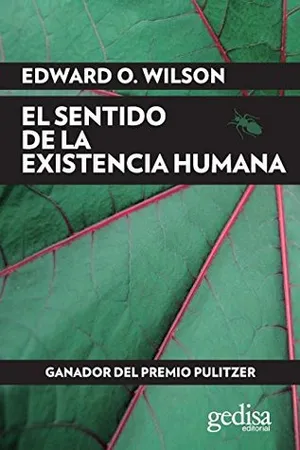 EDWARD O. WILSON
EL SENTIDO
DE LA
EXISTENCIA HUMANA
GANADOR DEL PREMIO PULITZER
gedisa
editorial